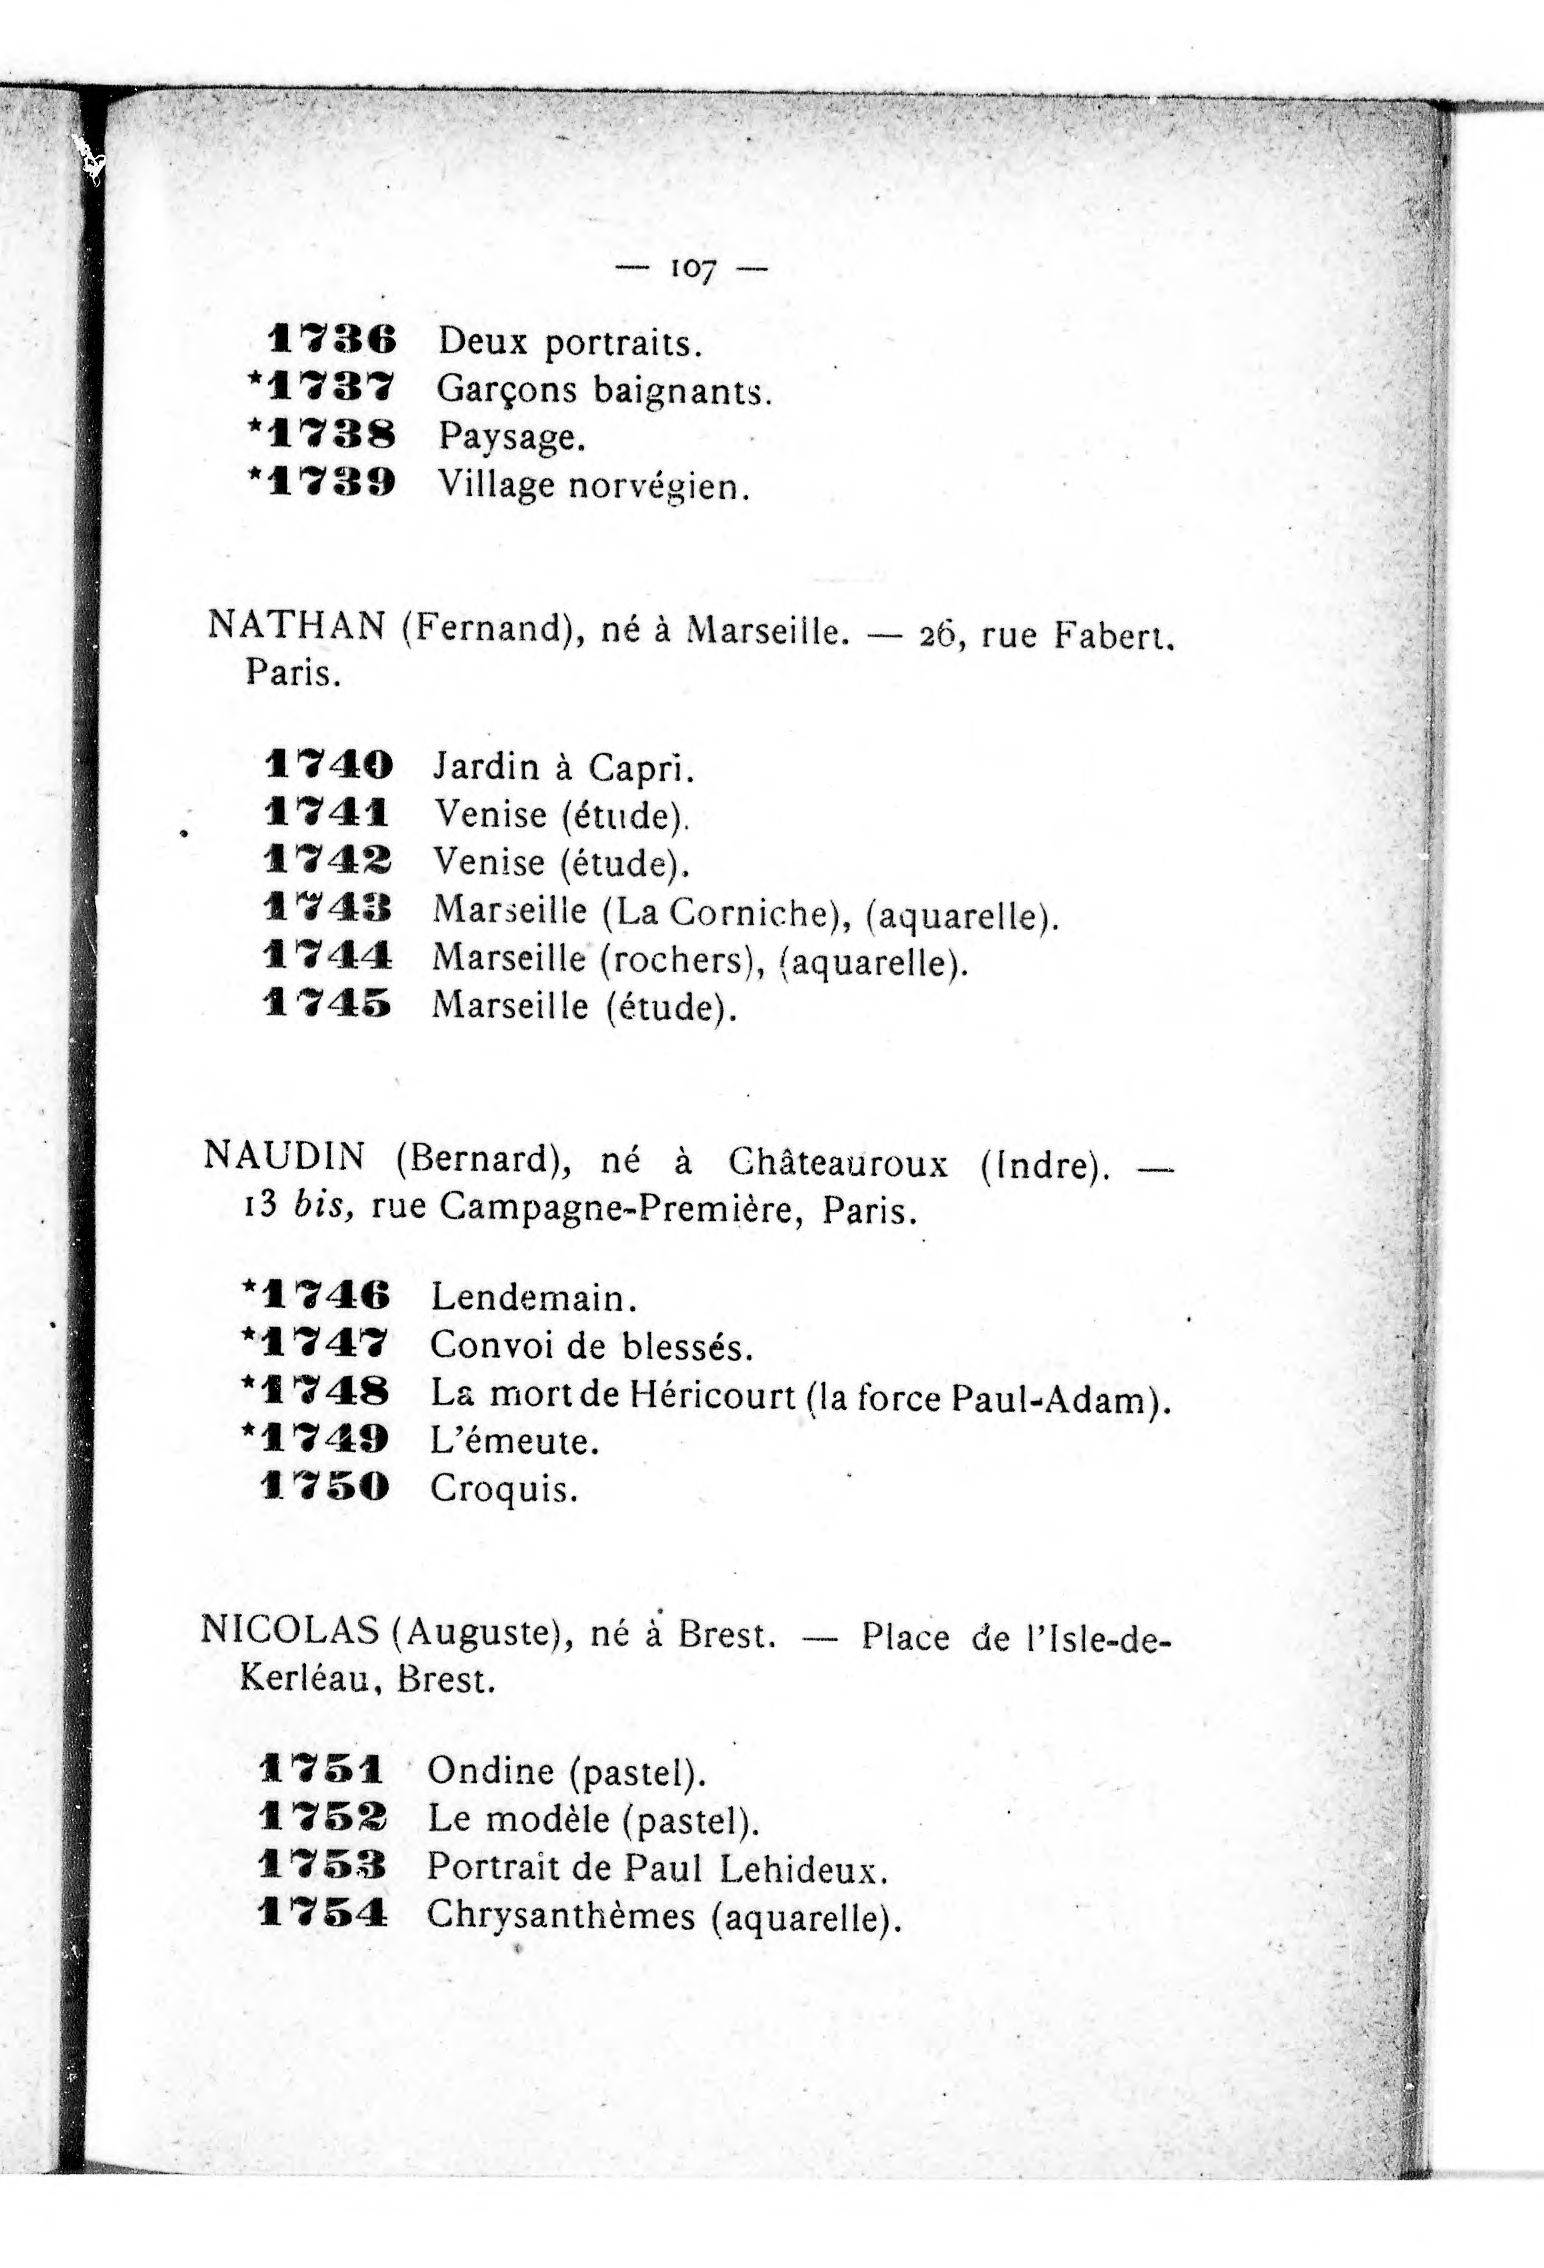 — 107 —
1736 Deux portraits.
*1737 Garçons baignants.
*1738 Paysage.
*1739 Village norvégien.
NATHAN (Fernand), né à Marseille. — 26, rue Fabert.
Paris.
1740 Jardin à Capri.
1741 Venise (étude).
1742 Venise (étude).
1743 Marseille (La Corniche), (aquarelle).
1744 Marseille (rochers), (aquarelle).
1745 Marseille (étude).
NAUDIN (Bernard), né à Châteauroux (Indre). —
13 bis, rue Campagne-Première, Paris.
*1746 Lendemain.
*1747 Convoi de blessés.
*1748 La mort de Héricourt (la force Paul-Adam).
*1749 L'émeute.
1750 Croquis.
NICOLAS (Auguste), né à Brest. — Place de l'Isle-de-
Kerléau, Brest.
1751 Ondine (pastel).
1752 Le modèle (pastel).
1753 Portrait de Paul Lehideux.
1754 Chrysanthèmes (aquarelle).